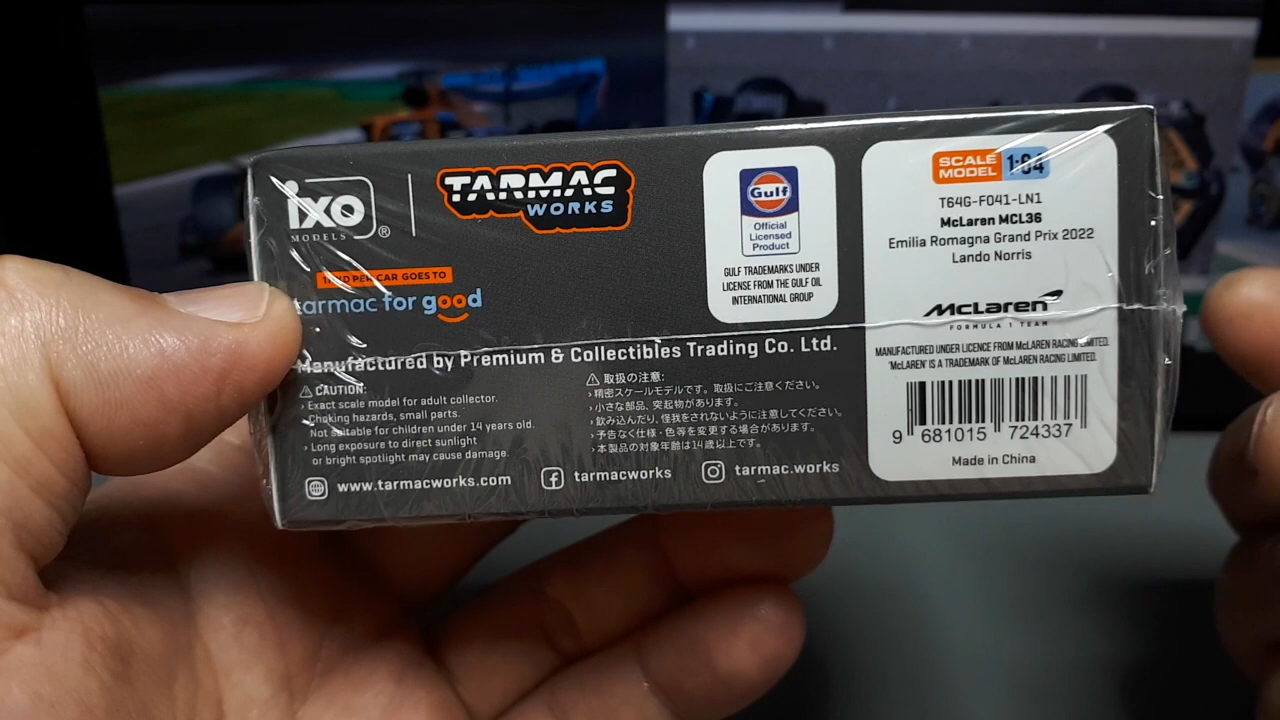 ixo
MODELS ®
TARMAC
WORKS
PER CAR GOES TO
tarmac for good
Manufactured by Premium & Collectibles Trading Co. Ltd.
CAUTION:
› Exact scale model for adult collector.
› Choking hazards, small parts.
Not suitable for children under 14 years old.
› Long exposure to direct sunlight
or bright spotlight may cause damage.
取扱の注意:
›精密スケールモデルです。取扱にご注意ください。
›小さな部品、突起物があります。
›飲み込んだり、怪我をされないように注意してください。
›予告なく仕様・色等を変更する場合があります。
›本製品の対象年齢は14歳以上です。
www.tarmacworks.com
tarmacworks
tarmac.works
Gulf
Official
Licensed
Product
GULF TRADEMARKS UNDER
LICENSE FROM THE GULF OIL
INTERNATIONAL GROUP
SCALE
MODEL
1:64
T64G-F041-LN1
McLaren MCL36
Emilia Romagna Grand Prix 2022
Lando Norris
McLaren
FORMULA 1 TEAM
MANUFACTURED UNDER LICENCE FROM McLAREN RACING LIMITED.
'McLAREN' IS A TRADEMARK OF McLAREN RACING LIMITED.
9 681015 724337
Made in China